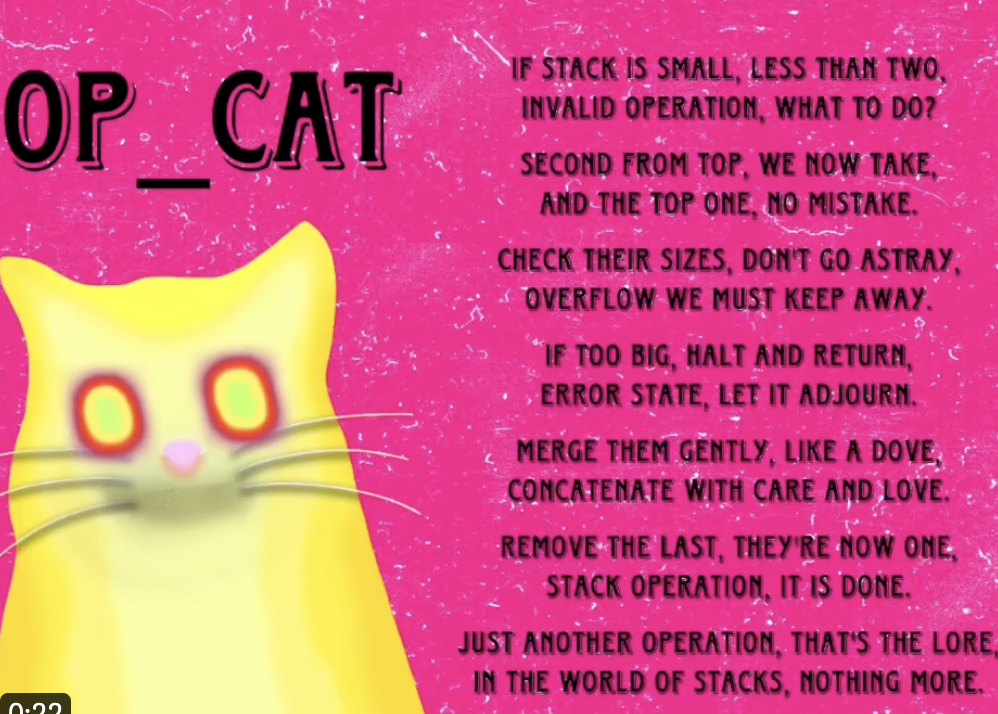 OP_CAT
IF STACK IS SMALL, LESS THAN TWO,
INVALID OPERATION, WHAT TO DO?
SECOND FROM TOP, WE NOW TAKE,
AND THE TOP ONE, NO MISTAKE.
CHECK THEIR SIZES, DON'T GO ASTRAY,
OVERFLOW WE MUST KEEP AWAY.
IF TOO BIG, HALT AND RETURN,
ERROR STATE, LET IT ADJOURN.
MERGE THEM GENTLY, LIKE A DOVE,
CONCATENATE WITH CARE AND LOVE.
REMOVE THE LAST, THEY'RE NOW ONE,
STACK OPERATION, IT IS DONE.
JUST ANOTHER OPERATION, THAT'S THE LORE,
IN THE WORLD OF STACKS, NOTHING MORE.
0:22